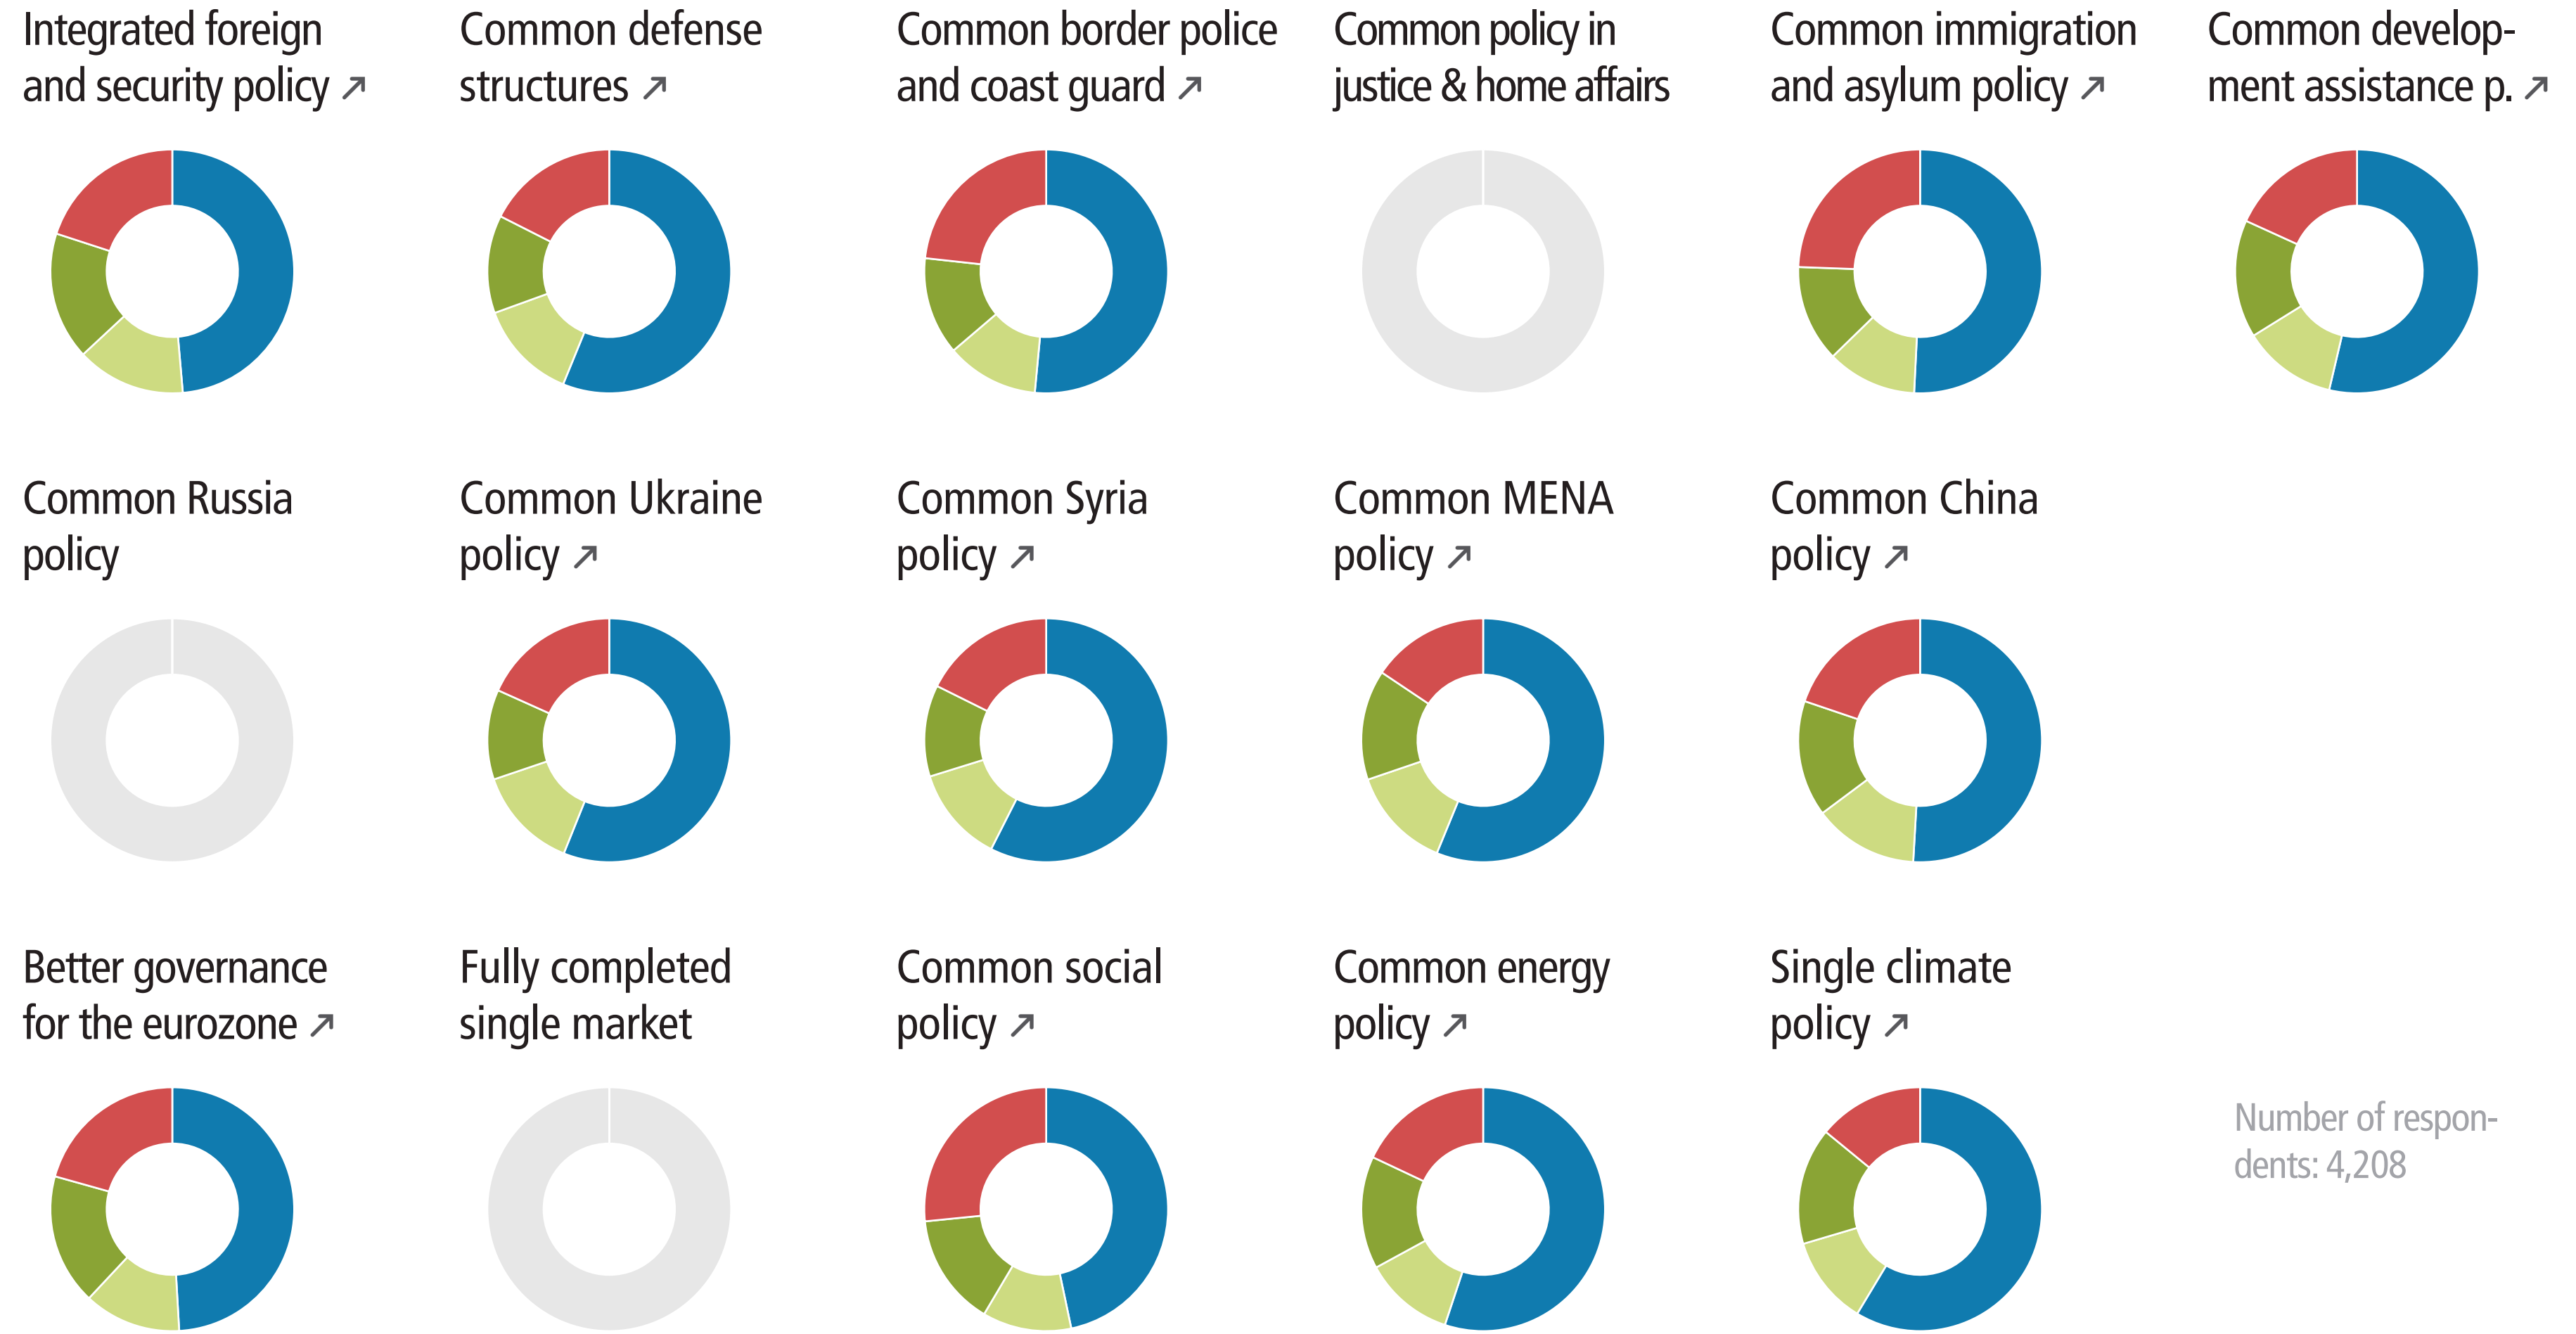 Integrated foreign
and security policy ↗
Common defense
structures ↗
Common border police
and coast guard ↗
Common policy in
justice & home affairs
Common immigration
and asylum policy ↗
Common develop-
ment assistance p. ↗
Common Russia
policy
Common Ukraine
policy ↗
Common Syria
policy ↗
Common MENA
policy ↗
Common China
policy ↗
Better governance
for the eurozone ↗
Fully completed
single market
Common social
policy ↗
Common energy
policy ↗
Single climate
policy ↗
Number of respon-
dents: 4,208